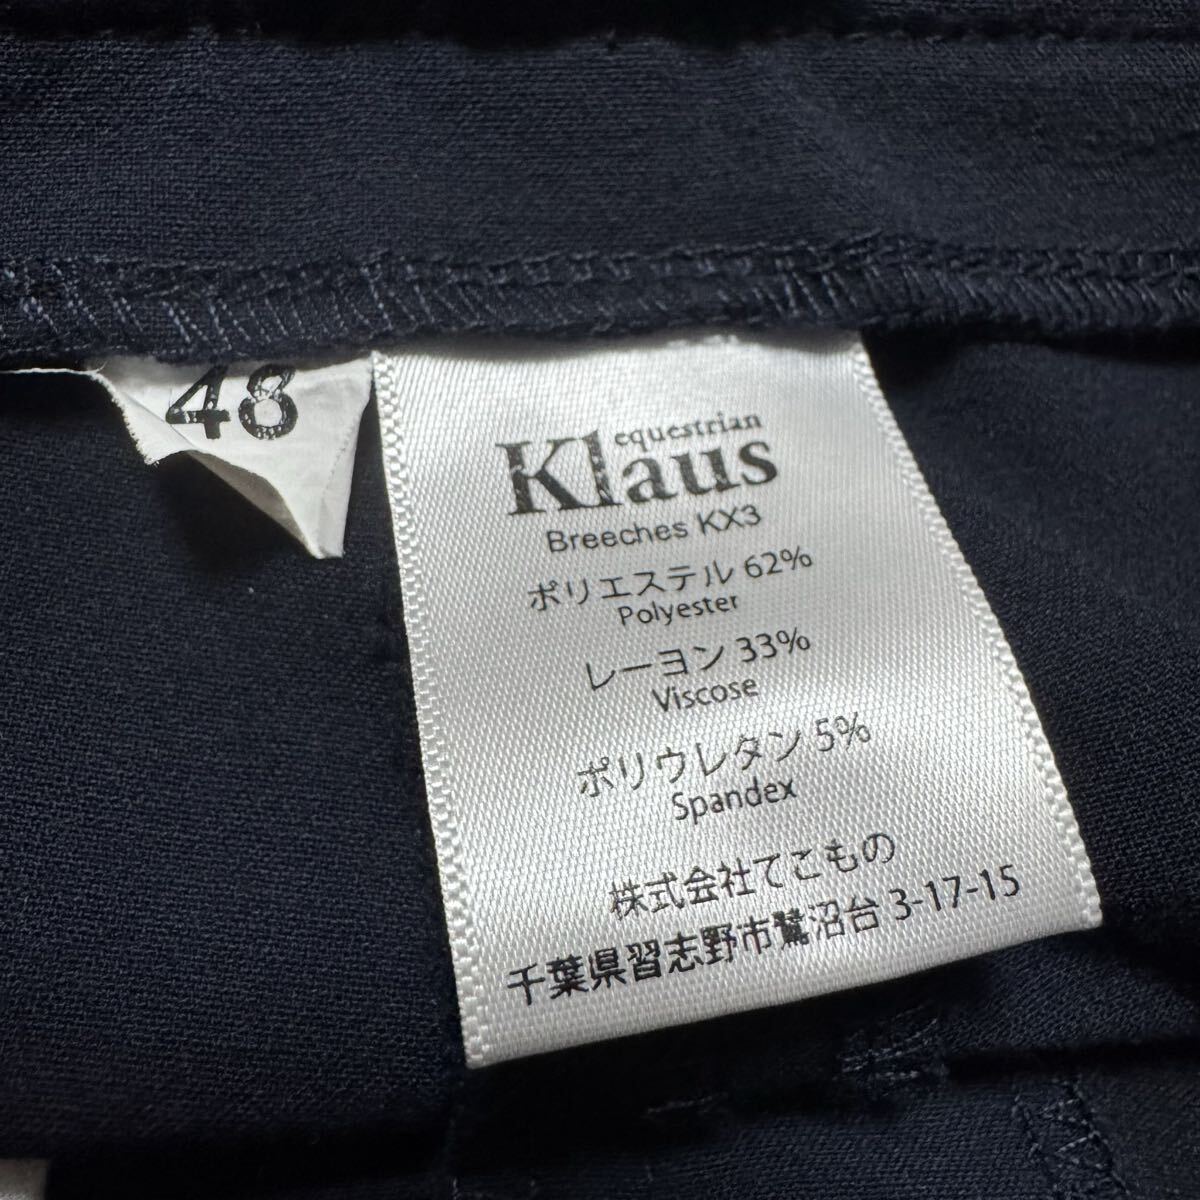 48
equestrian
Klaus
Breeches KX3
ポリエステル 62%
Polyester
レーヨン 33%
Viscose
ポリウレタン 5%
Spandex
株式会社てこもの
千葉県習志野市鷺沼台 3-17-15